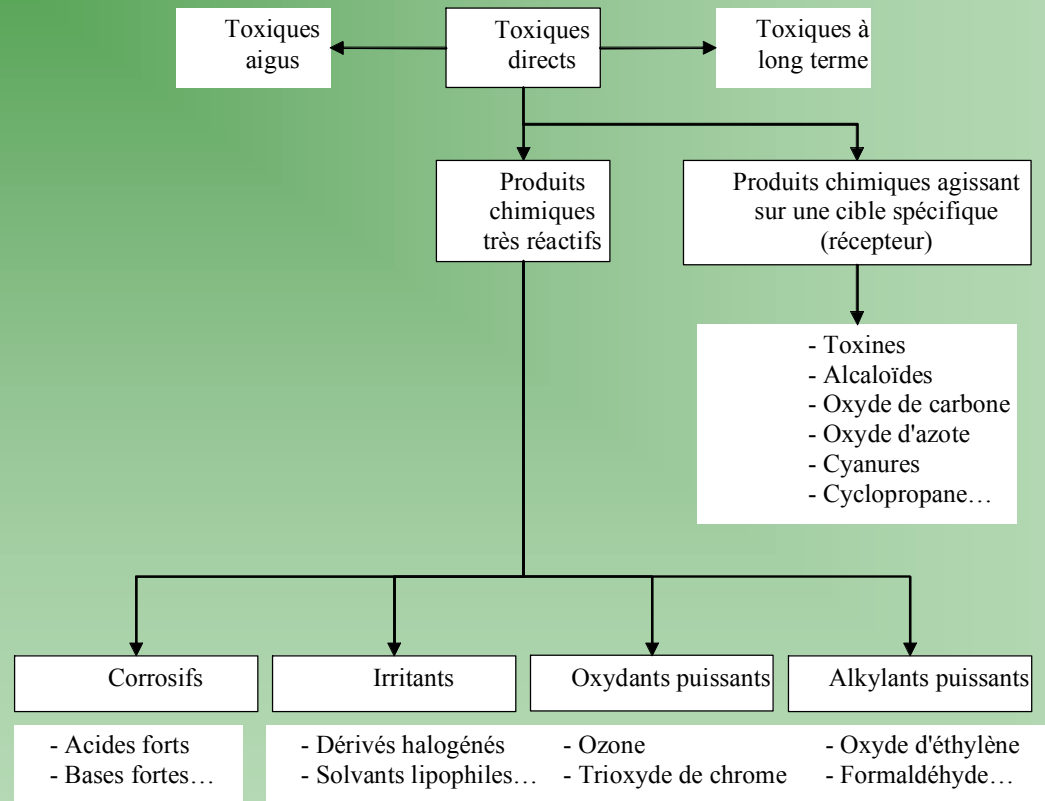 Toxiques
aigus
Toxiques
directs
Toxiques à
long terme
Produits
chimiques
très réactifs
Produits chimiques agissant
sur une cible spécifique
(récepteur)
- Toxines
- Alcaloïdes
- Oxyde de carbone
- Oxyde d'azote
- Cyanures
- Cyclopropane…
Corrosifs
- Acides forts
- Bases fortes…
Irritants
- Dérivés halogénés
- Solvants lipophiles…
Oxydants puissants
- Ozone
- Trioxyde de chrome
Alkylants puissants
- Oxyde d'éthylène
- Formaldéhyde…